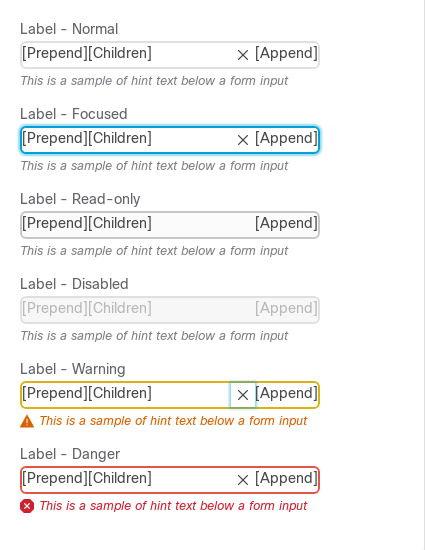 Label - Normal
[Prepend][Children] [Append]
This is a sample of hint text below a form input
Label - Focused
[Prepend][Children] [Append]
This is a sample of hint text below a form input
Label - Read-only
[Prepend][Children] [Append]
This is a sample of hint text below a form input
Label - Disabled
[Prepend][Children] [Append]
This is a sample of hint text below a form input
Label - Warning
[Prepend][Children] [Append]
This is a sample of hint text below a form input
Label - Danger
[Prepend][Children] [Append]
This is a sample of hint text below a form input